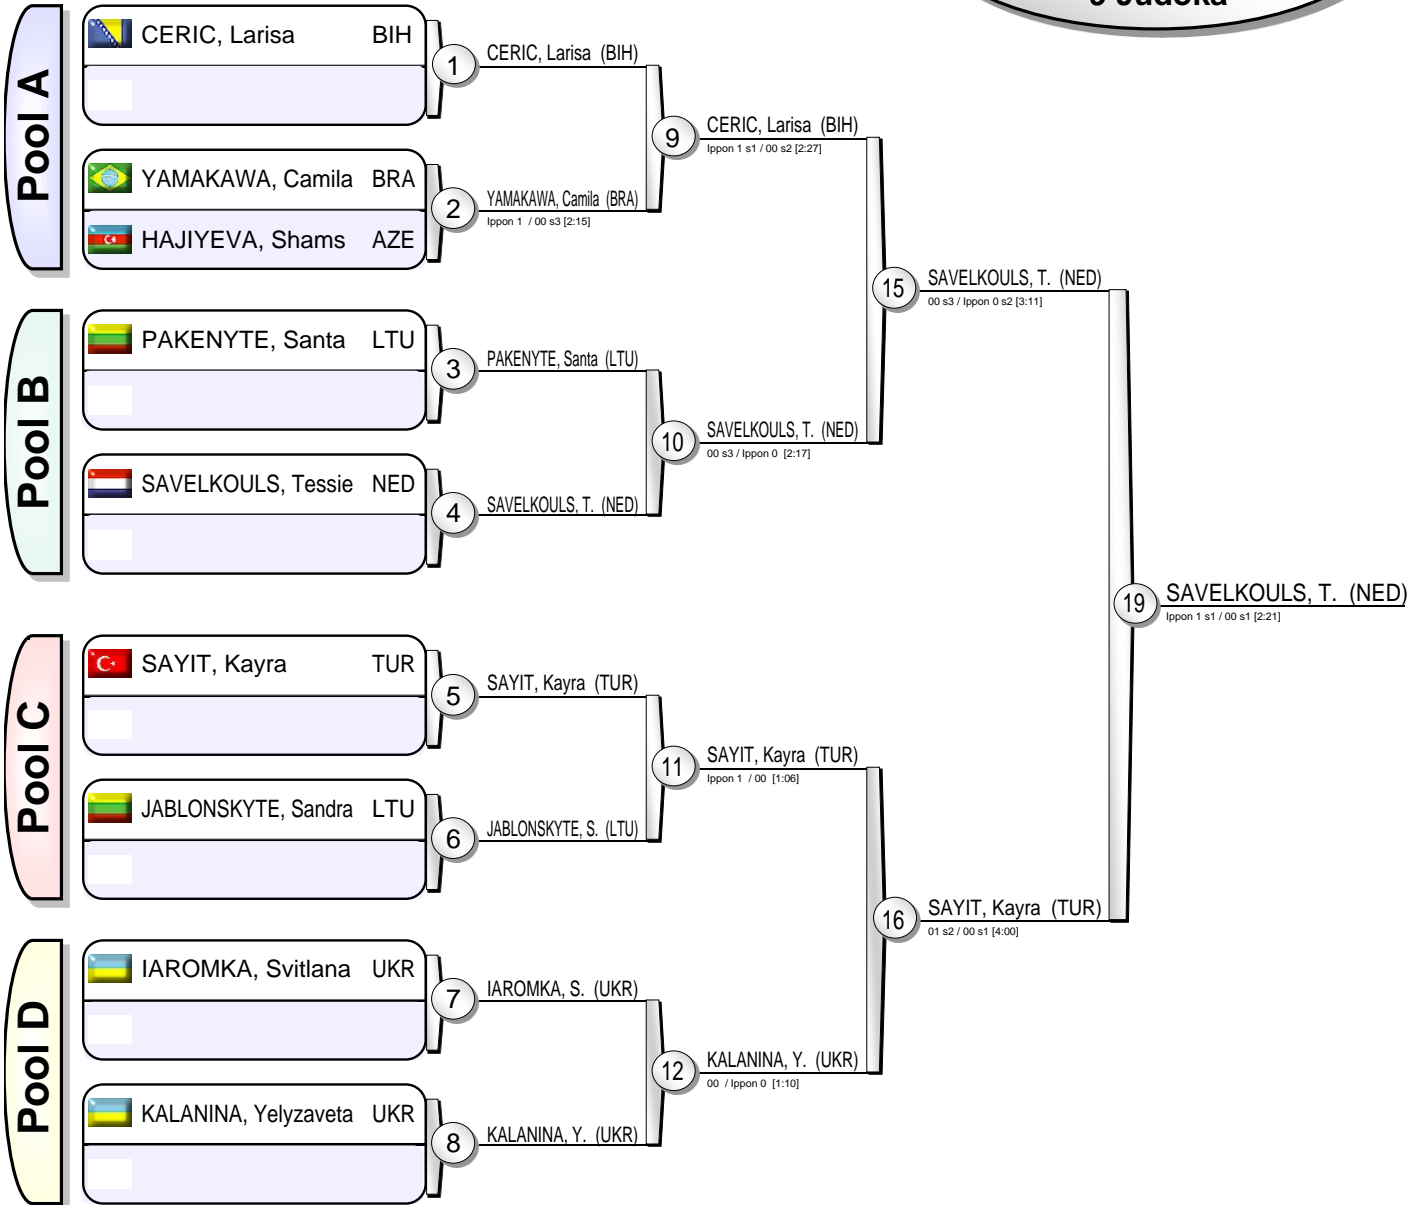 9 Judoka
Pool A
CERIC, Larisa BIH
YAMAKAWA, Camila BRA
HAJIYEVA, Shams AZE
Pool B
PAKENYTE, Santa LTU
SAVELKOULS, Tessie NED
Pool C
SAYIT, Kayra TUR
JABLONSKYTE, Sandra LTU
Pool D
IAROMKA, Svitlana UKR
KALANINA, Yelyzaveta UKR
1
CERIC, Larisa (BIH)
2
YAMAKAWA, Camila (BRA)
Ippon 1 / 00 s3 [2:15]
3
PAKENYTE, Santa (LTU)
4
SAVELKOULS, T. (NED)
5
SAYIT, Kayra (TUR)
6
JABLONSKYTE, S. (LTU)
7
IAROMKA, S. (UKR)
8
KALANINA, Y. (UKR)
9
CERIC, Larisa (BIH)
Ippon 1 s1 / 00 s2 [2:27]
10
SAVELKOULS, T. (NED)
00 s3 / Ippon 0 [2:17]
11
SAYIT, Kayra (TUR)
Ippon 1 / 00 [1:06]
12
KALANINA, Y. (UKR)
00 / Ippon 0 [1:10]
15
SAVELKOULS, T. (NED)
00 s3 / Ippon 0 s2 [3:11]
16
SAYIT, Kayra (TUR)
01 s2 / 00 s1 [4:00]
19
SAVELKOULS, T. (NED)
Ippon 1 s1 / 00 s1 [2:21]